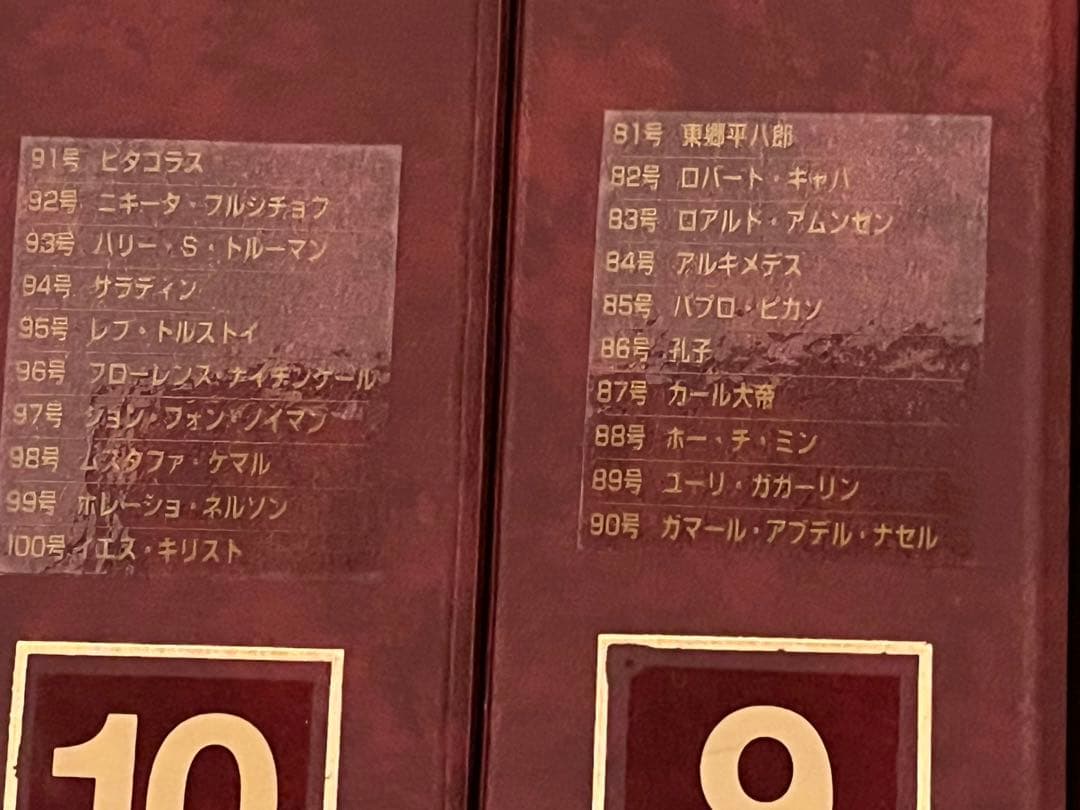 91号 ピタゴラス
92号 ニキータ・フルシチョフ
93号 ハリー・S・トルーマン
94号 サラディン
95号 レフ・トルストイ
96号 フローレンス・ナイチンゲール
97号 ジョン・フォン・ノイマン
98号 ムスタファ・ケマル
99号 ホレーショ・ネルソン
100号 イエス・キリスト
10
81号 東郷平八郎
82号 ロバート・キャパ
83号 ロアルト・アムンゼン
84号 アルキメデス
85号 パブロ・ピカソ
86号 孔子
87号 カール大帝
88号 ホー・チ・ミン
89号 ユーリ・ガガーリン
90号 ガマール・アブデル・ナセル
9